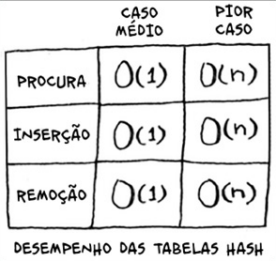 CASO MÉDIO
PIOR CASO
PROCURA O(1) O(n)
INSERÇÃO O(1) O(n)
REMOÇÃO O(1) O(n)
DESEMPENHO DAS TABELAS HASH